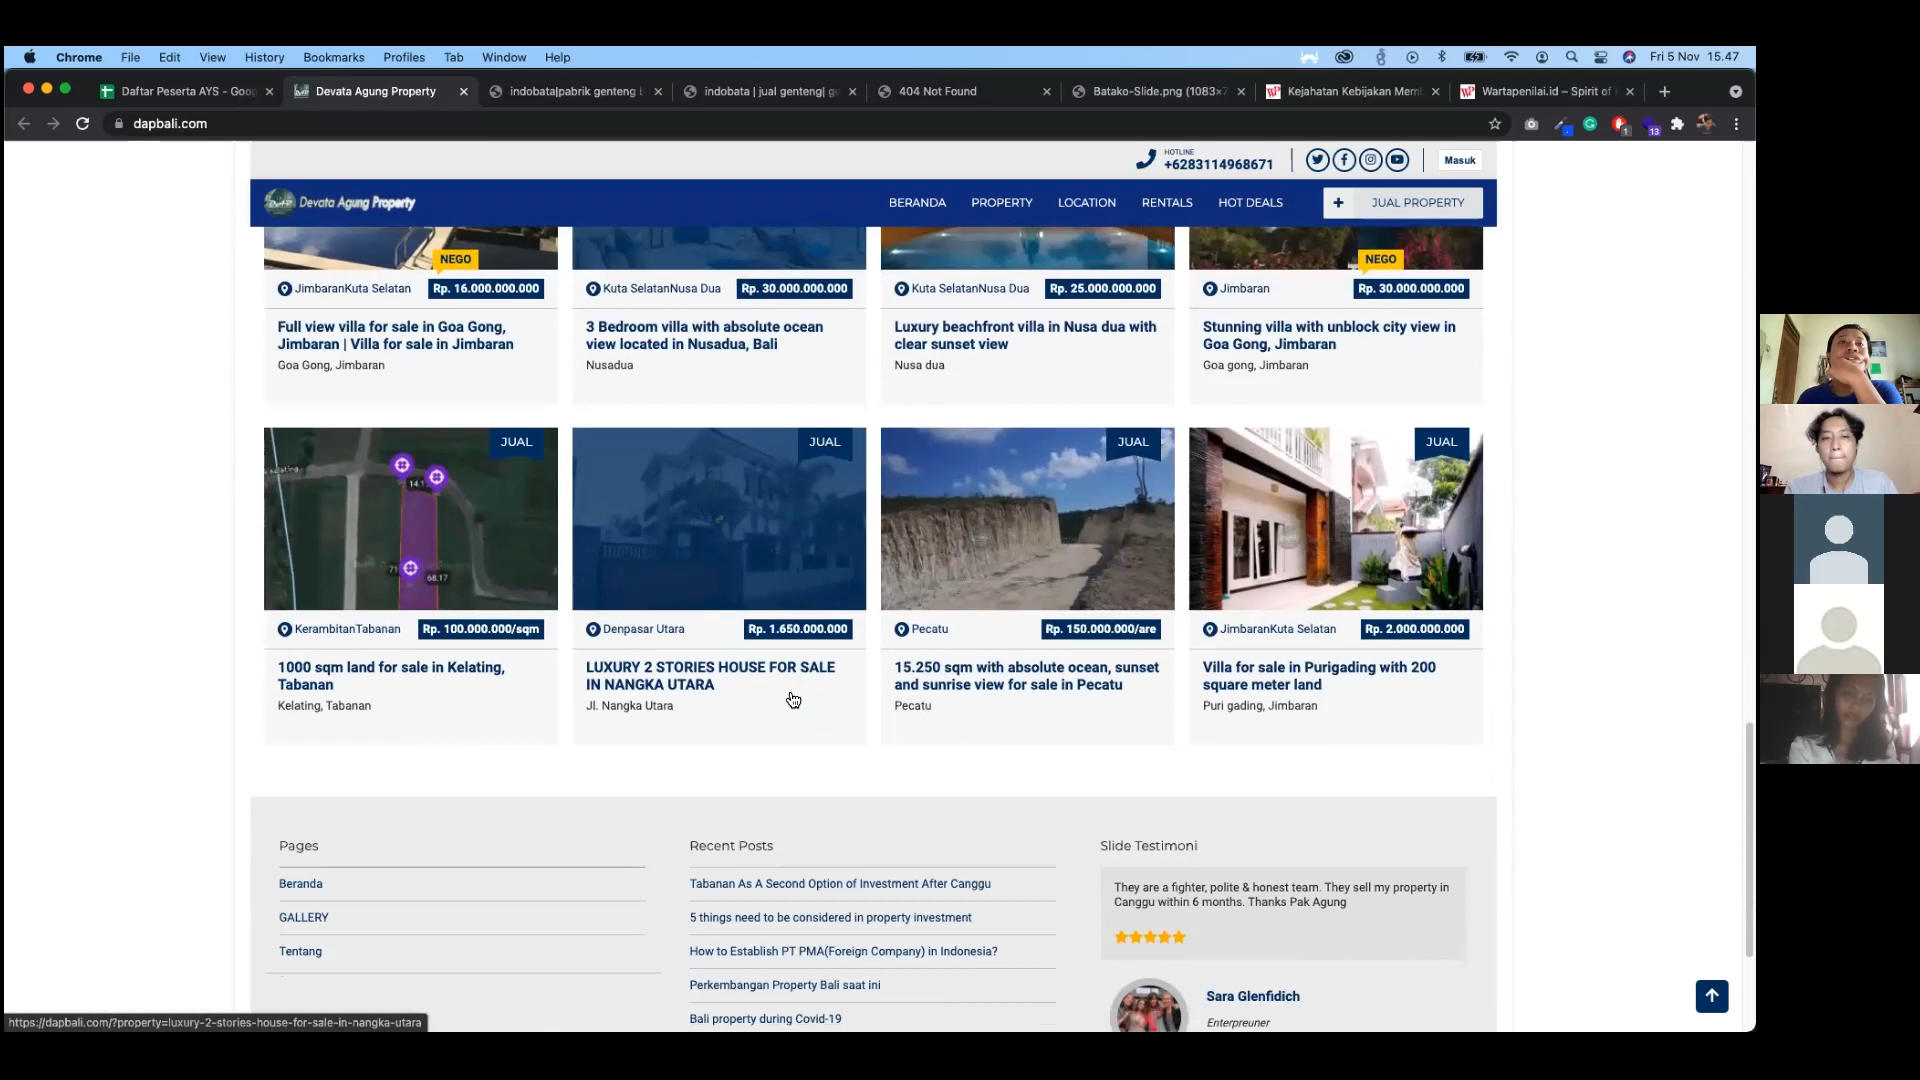 Chrome File Edit View History Bookmarks Profiles Tab Window Help
Fri 5 Nov 15.47
Daftar Peserta AYS - Goog
Devata Agung Property
indobata|pabrik genteng
indobata | jual genteng|
404 Not Found
Batako-Slide.png (1083×7
Kejahatan Kebijakan Mem
Wartapenilai.id – Spirit of
dapbali.com
1
13
HOTLINE
+6283114968671
Masuk
Devata Agung Property
BERANDA PROPERTY LOCATION RENTALS HOT DEALS
+ JUAL PROPERTY
NEGO
JimbaranKuta Selatan Rp. 16.000.000.000
Full view villa for sale in Goa Gong,
Jimbaran | Villa for sale in Jimbaran
Goa Gong, Jimbaran
Kuta SelatanNusa Dua Rp. 30.000.000.000
3 Bedroom villa with absolute ocean
view located in Nusadua, Bali
Nusadua
Kuta SelatanNusa Dua Rp. 25.000.000.000
Luxury beachfront villa in Nusa dua with
clear sunset view
Nusa dua
NEGO
Jimbaran Rp. 30.000.000.000
Stunning villa with unblock city view in
Goa Gong, Jimbaran
Goa gong, Jimbaran
JUAL
Kelating
14.1
71
68.17
KerambitanTabanan Rp. 100.000.000/sqm
1000 sqm land for sale in Kelating,
Tabanan
Kelating, Tabanan
JUAL
Denpasar Utara Rp. 1.650.000.000
LUXURY 2 STORIES HOUSE FOR SALE
IN NANGKA UTARA
Jl. Nangka Utara
JUAL
Pecatu Rp. 150.000.000/are
15.250 sqm with absolute ocean, sunset
and sunrise view for sale in Pecatu
Pecatu
JUAL
JimbaranKuta Selatan Rp. 2.000.000.000
Villa for sale in Purigading with 200
square meter land
Puri gading, Jimbaran
Pages
Beranda
GALLERY
Tentang
Recent Posts
Tabanan As A Second Option of Investment After Canggu
5 things need to be considered in property investment
How to Establish PT PMA(Foreign Company) in Indonesia?
Perkembangan Property Bali saat ini
Bali property during Covid-19
Slide Testimoni
They are a fighter, polite & honest team. They sell my property in
Canggu within 6 months. Thanks Pak Agung
Sara Glenfidich
Enterpreuner
https://dapbali.com/?property=luxury-2-stories-house-for-sale-in-nangka-utara